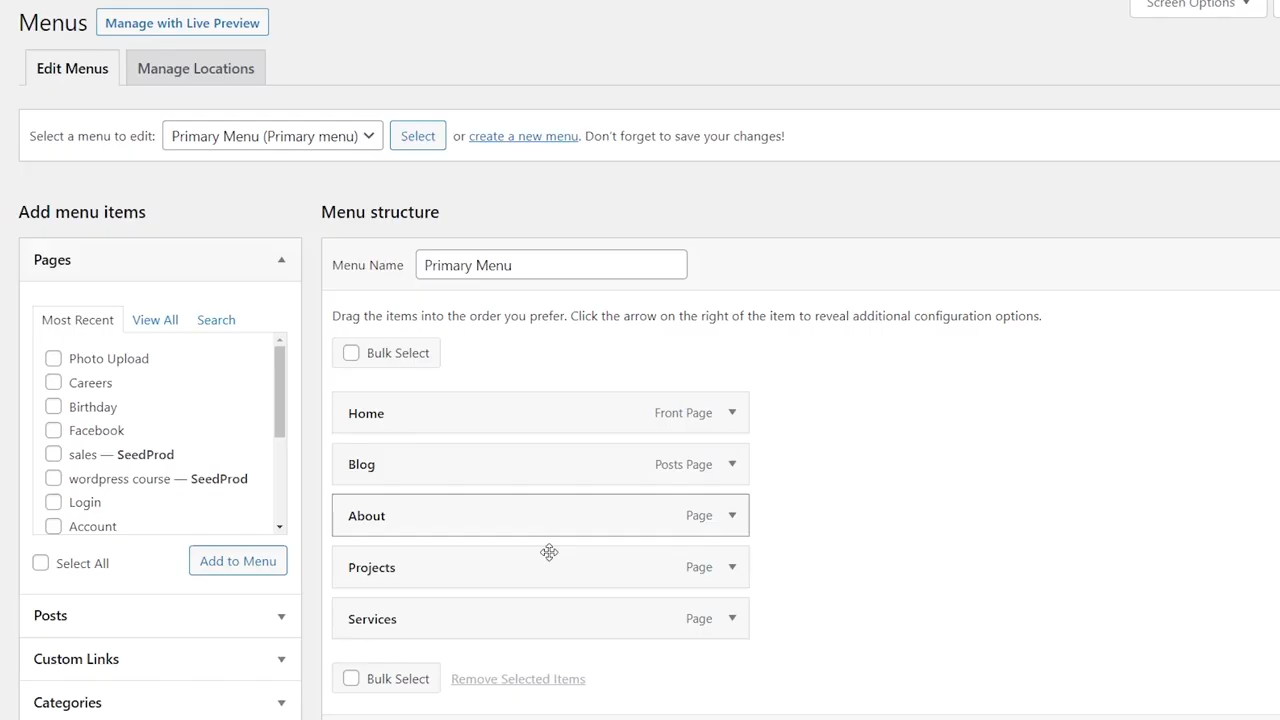 Screen Options
Menus
Manage with Live Preview
Edit Menus
Manage Locations
Select a menu to edit: Primary Menu (Primary menu) Select or create a new menu. Don't forget to save your changes!
Add menu items
Pages
Most Recent View All Search
Photo Upload
Careers
Birthday
Facebook
sales — SeedProd
wordpress course — SeedProd
Login
Account
Select All Add to Menu
Posts
Custom Links
Categories
Menu structure
Menu Name Primary Menu
Drag the items into the order you prefer. Click the arrow on the right of the item to reveal additional configuration options.
Bulk Select
Home Front Page
Blog Posts Page
About Page
Projects Page
Services Page
Bulk Select Remove Selected Items